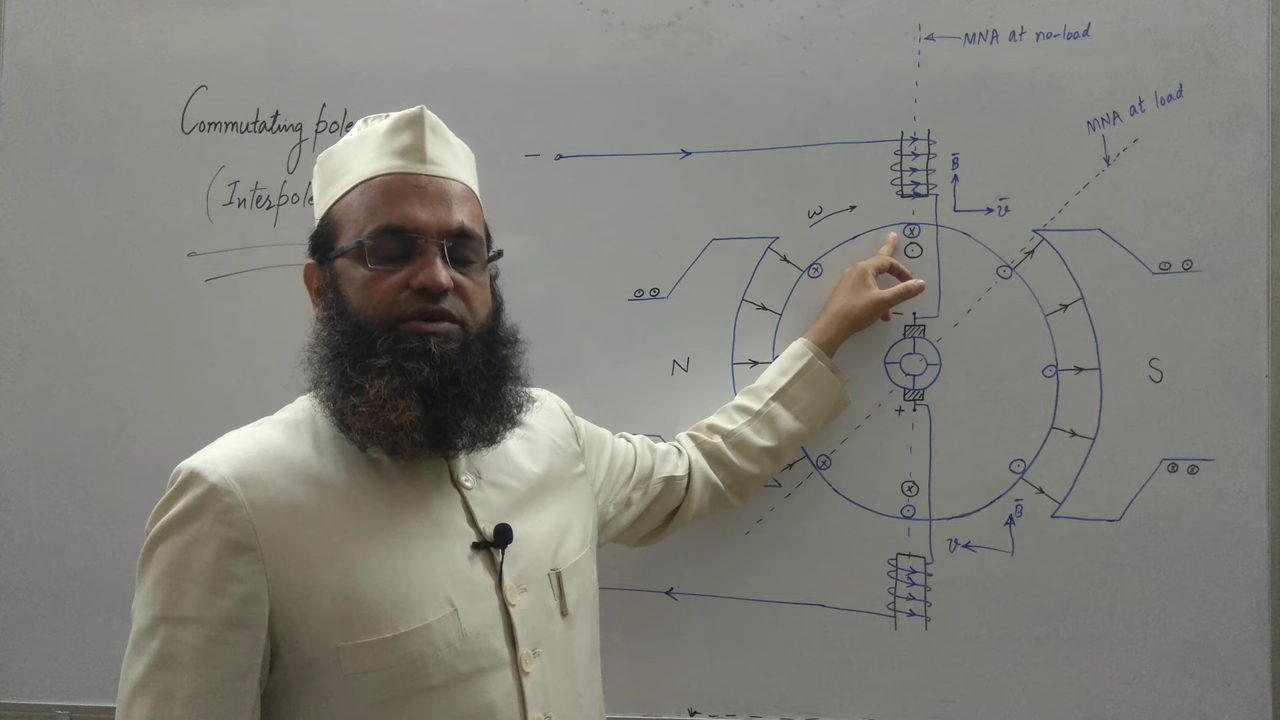 MNA at no-load
MNA at load
Commutating pole
(Interpole
B̄
v̄
ω
N
S
−
−
+
B̄
v